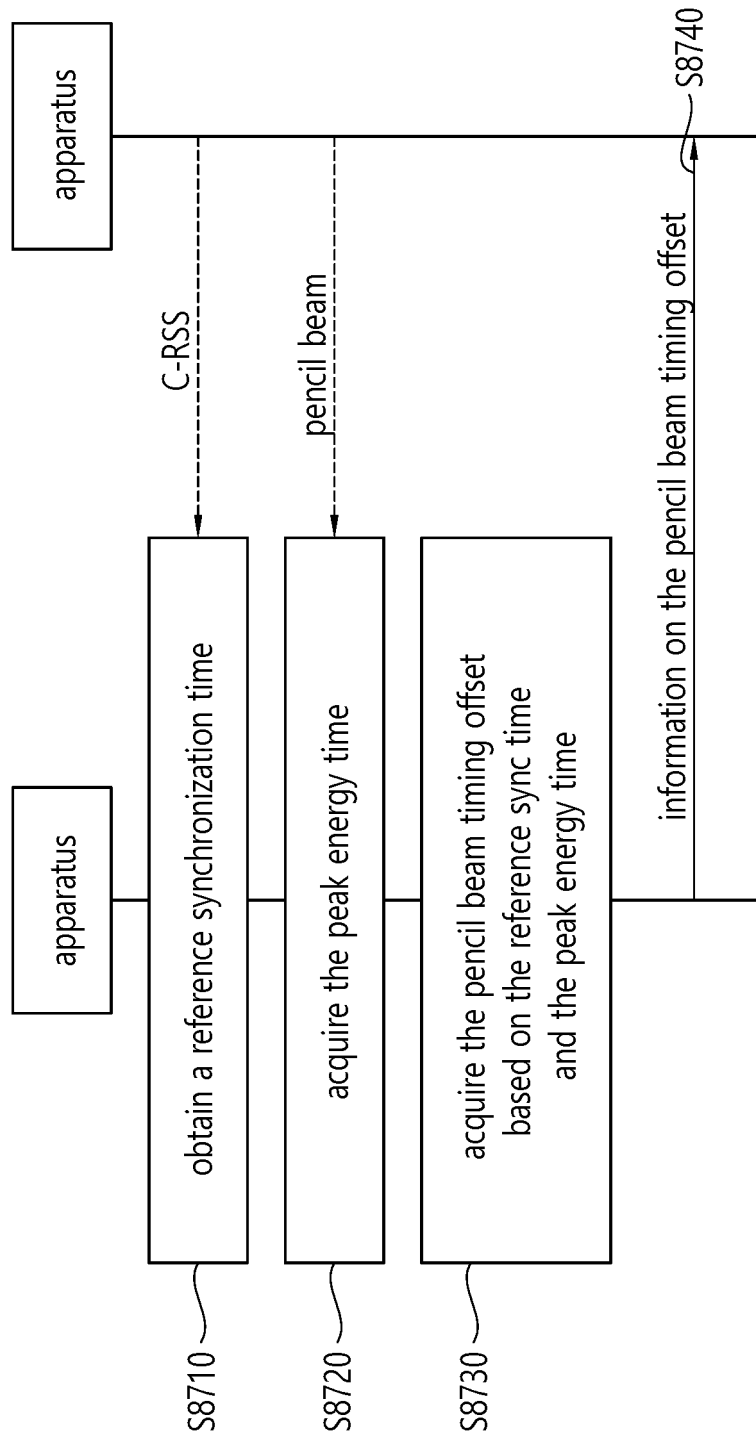 apparatus
apparatus
C-RSS
S8710
obtain a reference synchronization time
pencil beam
S8720
acquire the peak energy time
S8730
acquire the pencil beam timing offset
based on the reference sync time
and the peak energy time
information on the pencil beam timing offset
S8740